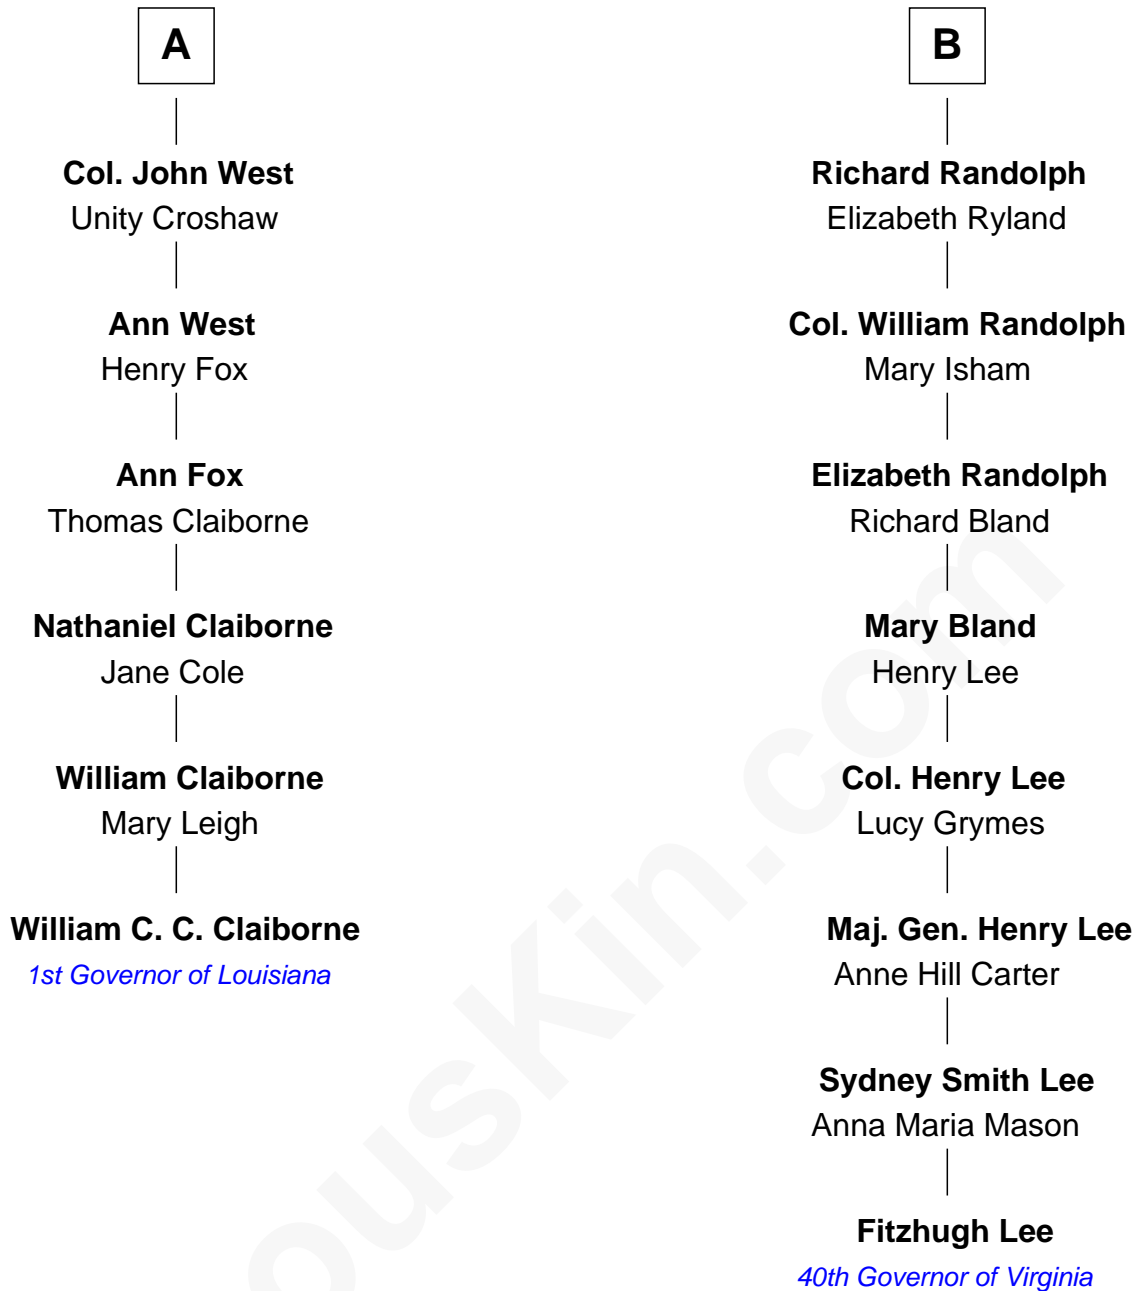 A
Col. John West
Unity Croshaw
Ann West
Henry Fox
Ann Fox
Thomas Claiborne
Nathaniel Claiborne
Jane Cole
William Claiborne
Mary Leigh
William C. C. Claiborne
1st Governor of Louisiana
B
Richard Randolph
Elizabeth Ryland
Col. William Randolph
Mary Isham
Elizabeth Randolph
Richard Bland
Mary Bland
Henry Lee
Col. Henry Lee
Lucy Grymes
Maj. Gen. Henry Lee
Anne Hill Carter
Sydney Smith Lee
Anna Maria Mason
Fitzhugh Lee
40th Governor of Virginia
ousKin.com